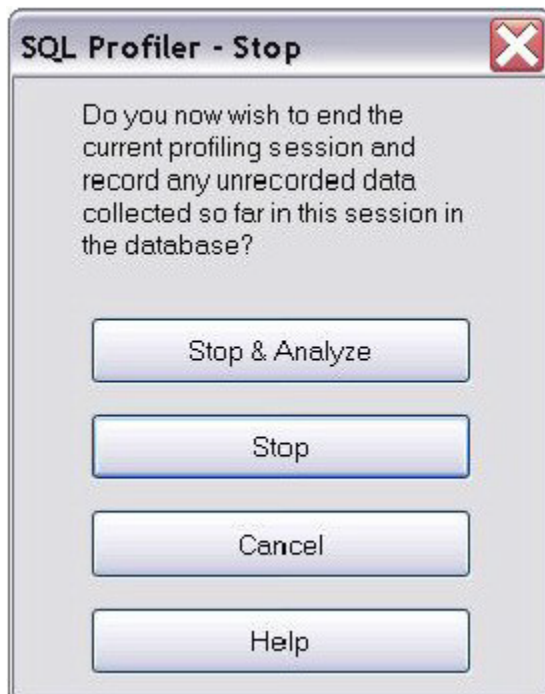 SQL Profiler - Stop
Do you now wish to end the
current profiling session and
record any unrecorded data
collected so far in this session in
the database?
Stop & Analyze
Stop
Cancel
Help